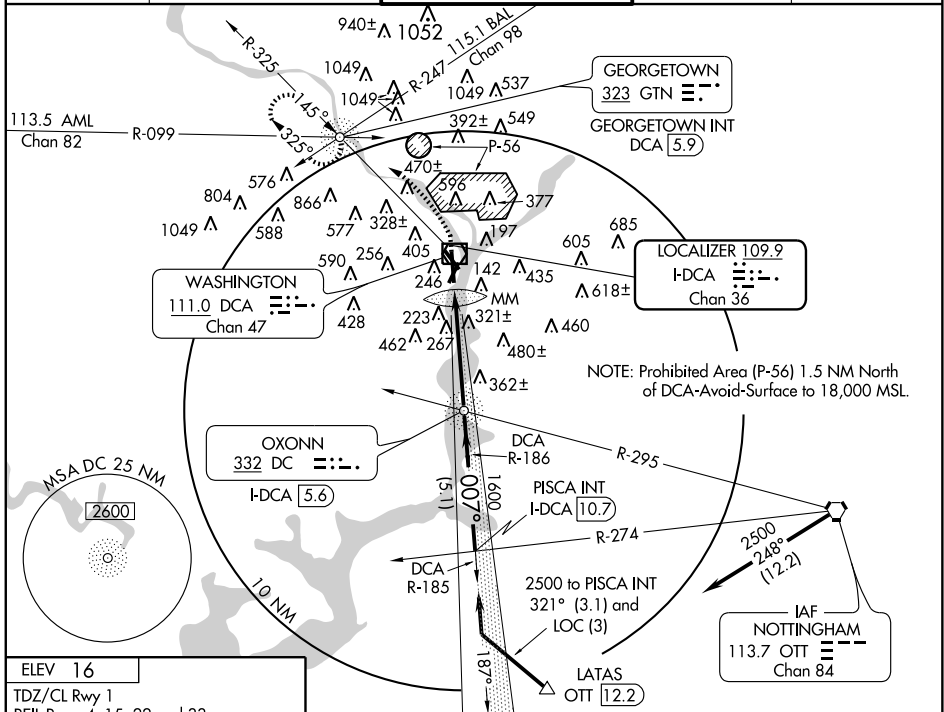 940±
1052
115.1 BAL
Chan 98
R-325
R-247
1049
1049
1049
537
GEORGETOWN
323 GTN
GEORGETOWN INT
DCA 5.9
145°
325°
113.5 AML
Chan 82
R-099
392±
549
P-56
470±
596
377
576
804
866
1049
588
577
328±
405
197
685
605
590
256
246
142
435
618±
WASHINGTON
111.0 DCA
Chan 47
LOCALIZER 109.9
I-DCA
Chan 36
MM
428
223
321±
460
462
267
480±
362±
NOTE: Prohibited Area (P-56) 1.5 NM North
of DCA-Avoid-Surface to 18,000 MSL.
OXONN
332 DC
I-DCA 5.6
DCA
R-186
R-295
MSA DC 25 NM
2600
007°
(5.1)
1600
PISCA INT
I-DCA 10.7
R-274
2500
248°
(12.2)
DCA
R-185
10 NM
2500 to PISCA INT
321° (3.1) and
LOC (3)
IAF
NOTTINGHAM
113.7 OTT
Chan 84
187°
LATAS
OTT 12.2
ELEV 16
TDZ/CL Rwy 1